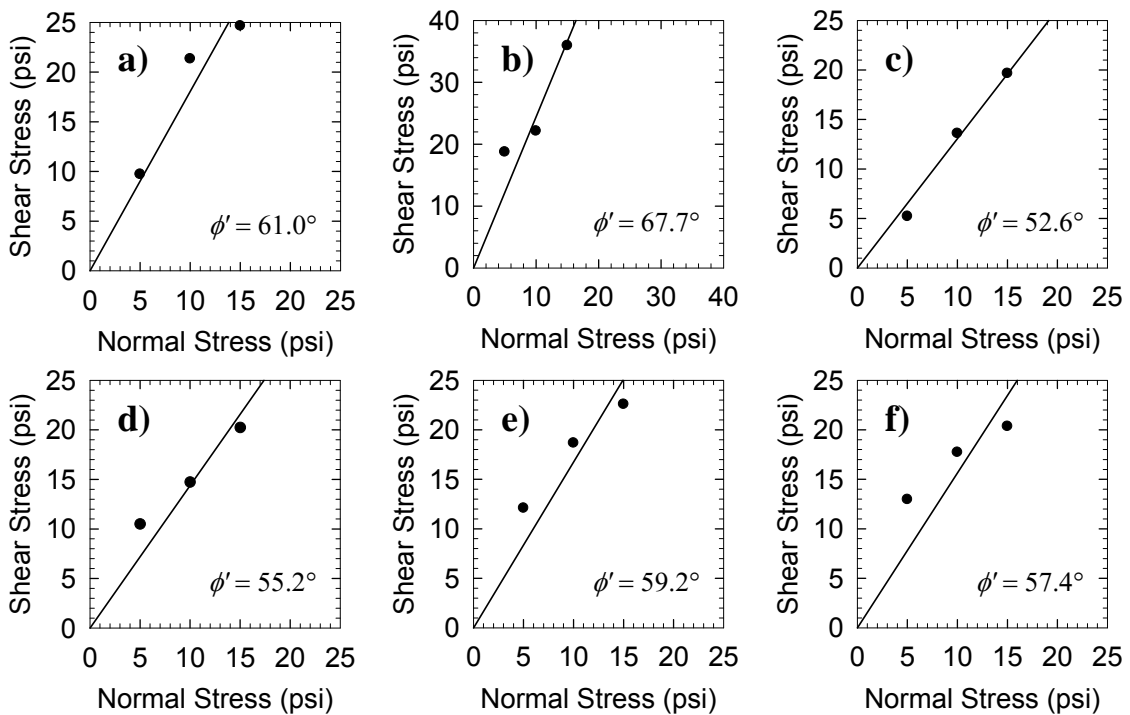 25
20
15
10
5
0
Shear Stress (psi)
a)
ϕ′ = 61.0°
0 5 10 15 20 25
Normal Stress (psi)
40
30
20
10
0
Shear Stress (psi)
b)
ϕ′ = 67.7°
0 10 20 30 40
Normal Stress (psi)
25
20
15
10
5
0
Shear Stress (psi)
c)
ϕ′ = 52.6°
0 5 10 15 20 25
Normal Stress (psi)
25
20
15
10
5
0
Shear Stress (psi)
d)
ϕ′ = 55.2°
0 5 10 15 20 25
Normal Stress (psi)
25
20
15
10
5
0
Shear Stress (psi)
e)
ϕ′ = 59.2°
0 5 10 15 20 25
Normal Stress (psi)
25
20
15
10
5
0
Shear Stress (psi)
f)
ϕ′ = 57.4°
0 5 10 15 20 25
Normal Stress (psi)